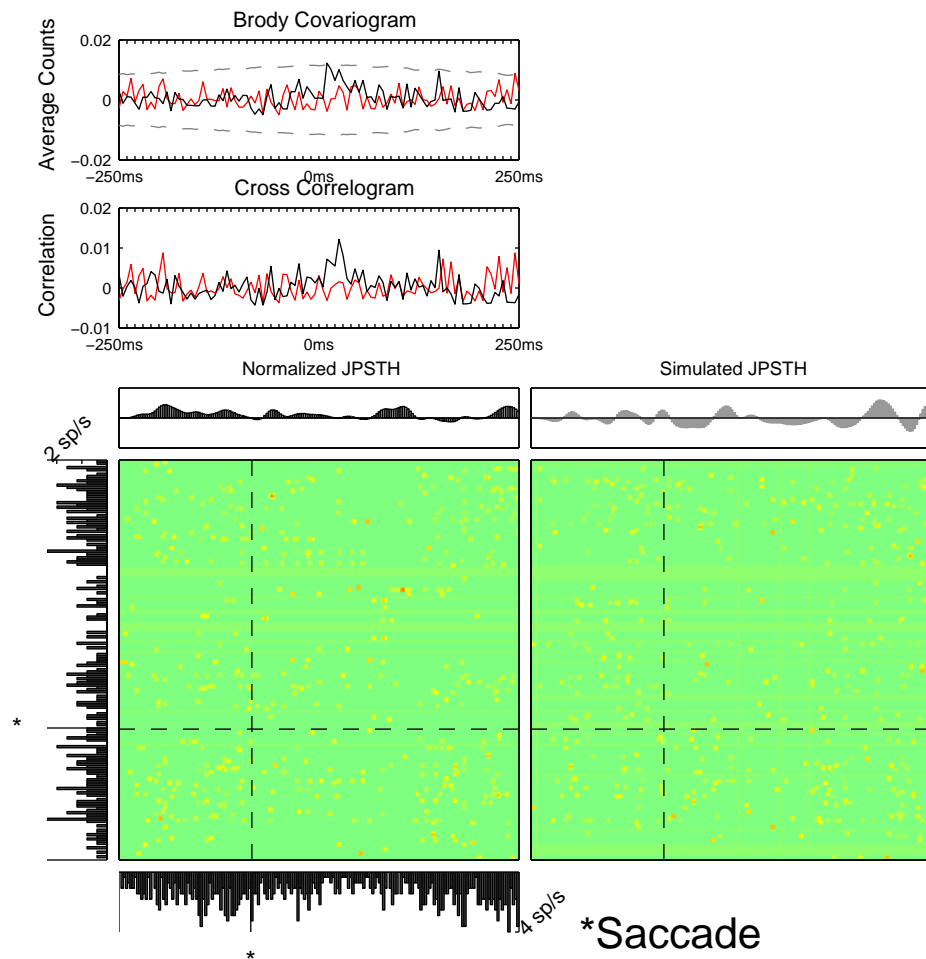 Brody Covariogram
0.02
0
−0.02
Average Counts
−250ms
0ms
250ms
Cross Correlogram
0.02
0.01
0
−0.01
Correlation
−250ms
0ms
250ms
Normalized JPSTH
Simulated JPSTH
2 sp/s
*
4 sp/s
*
*Saccade